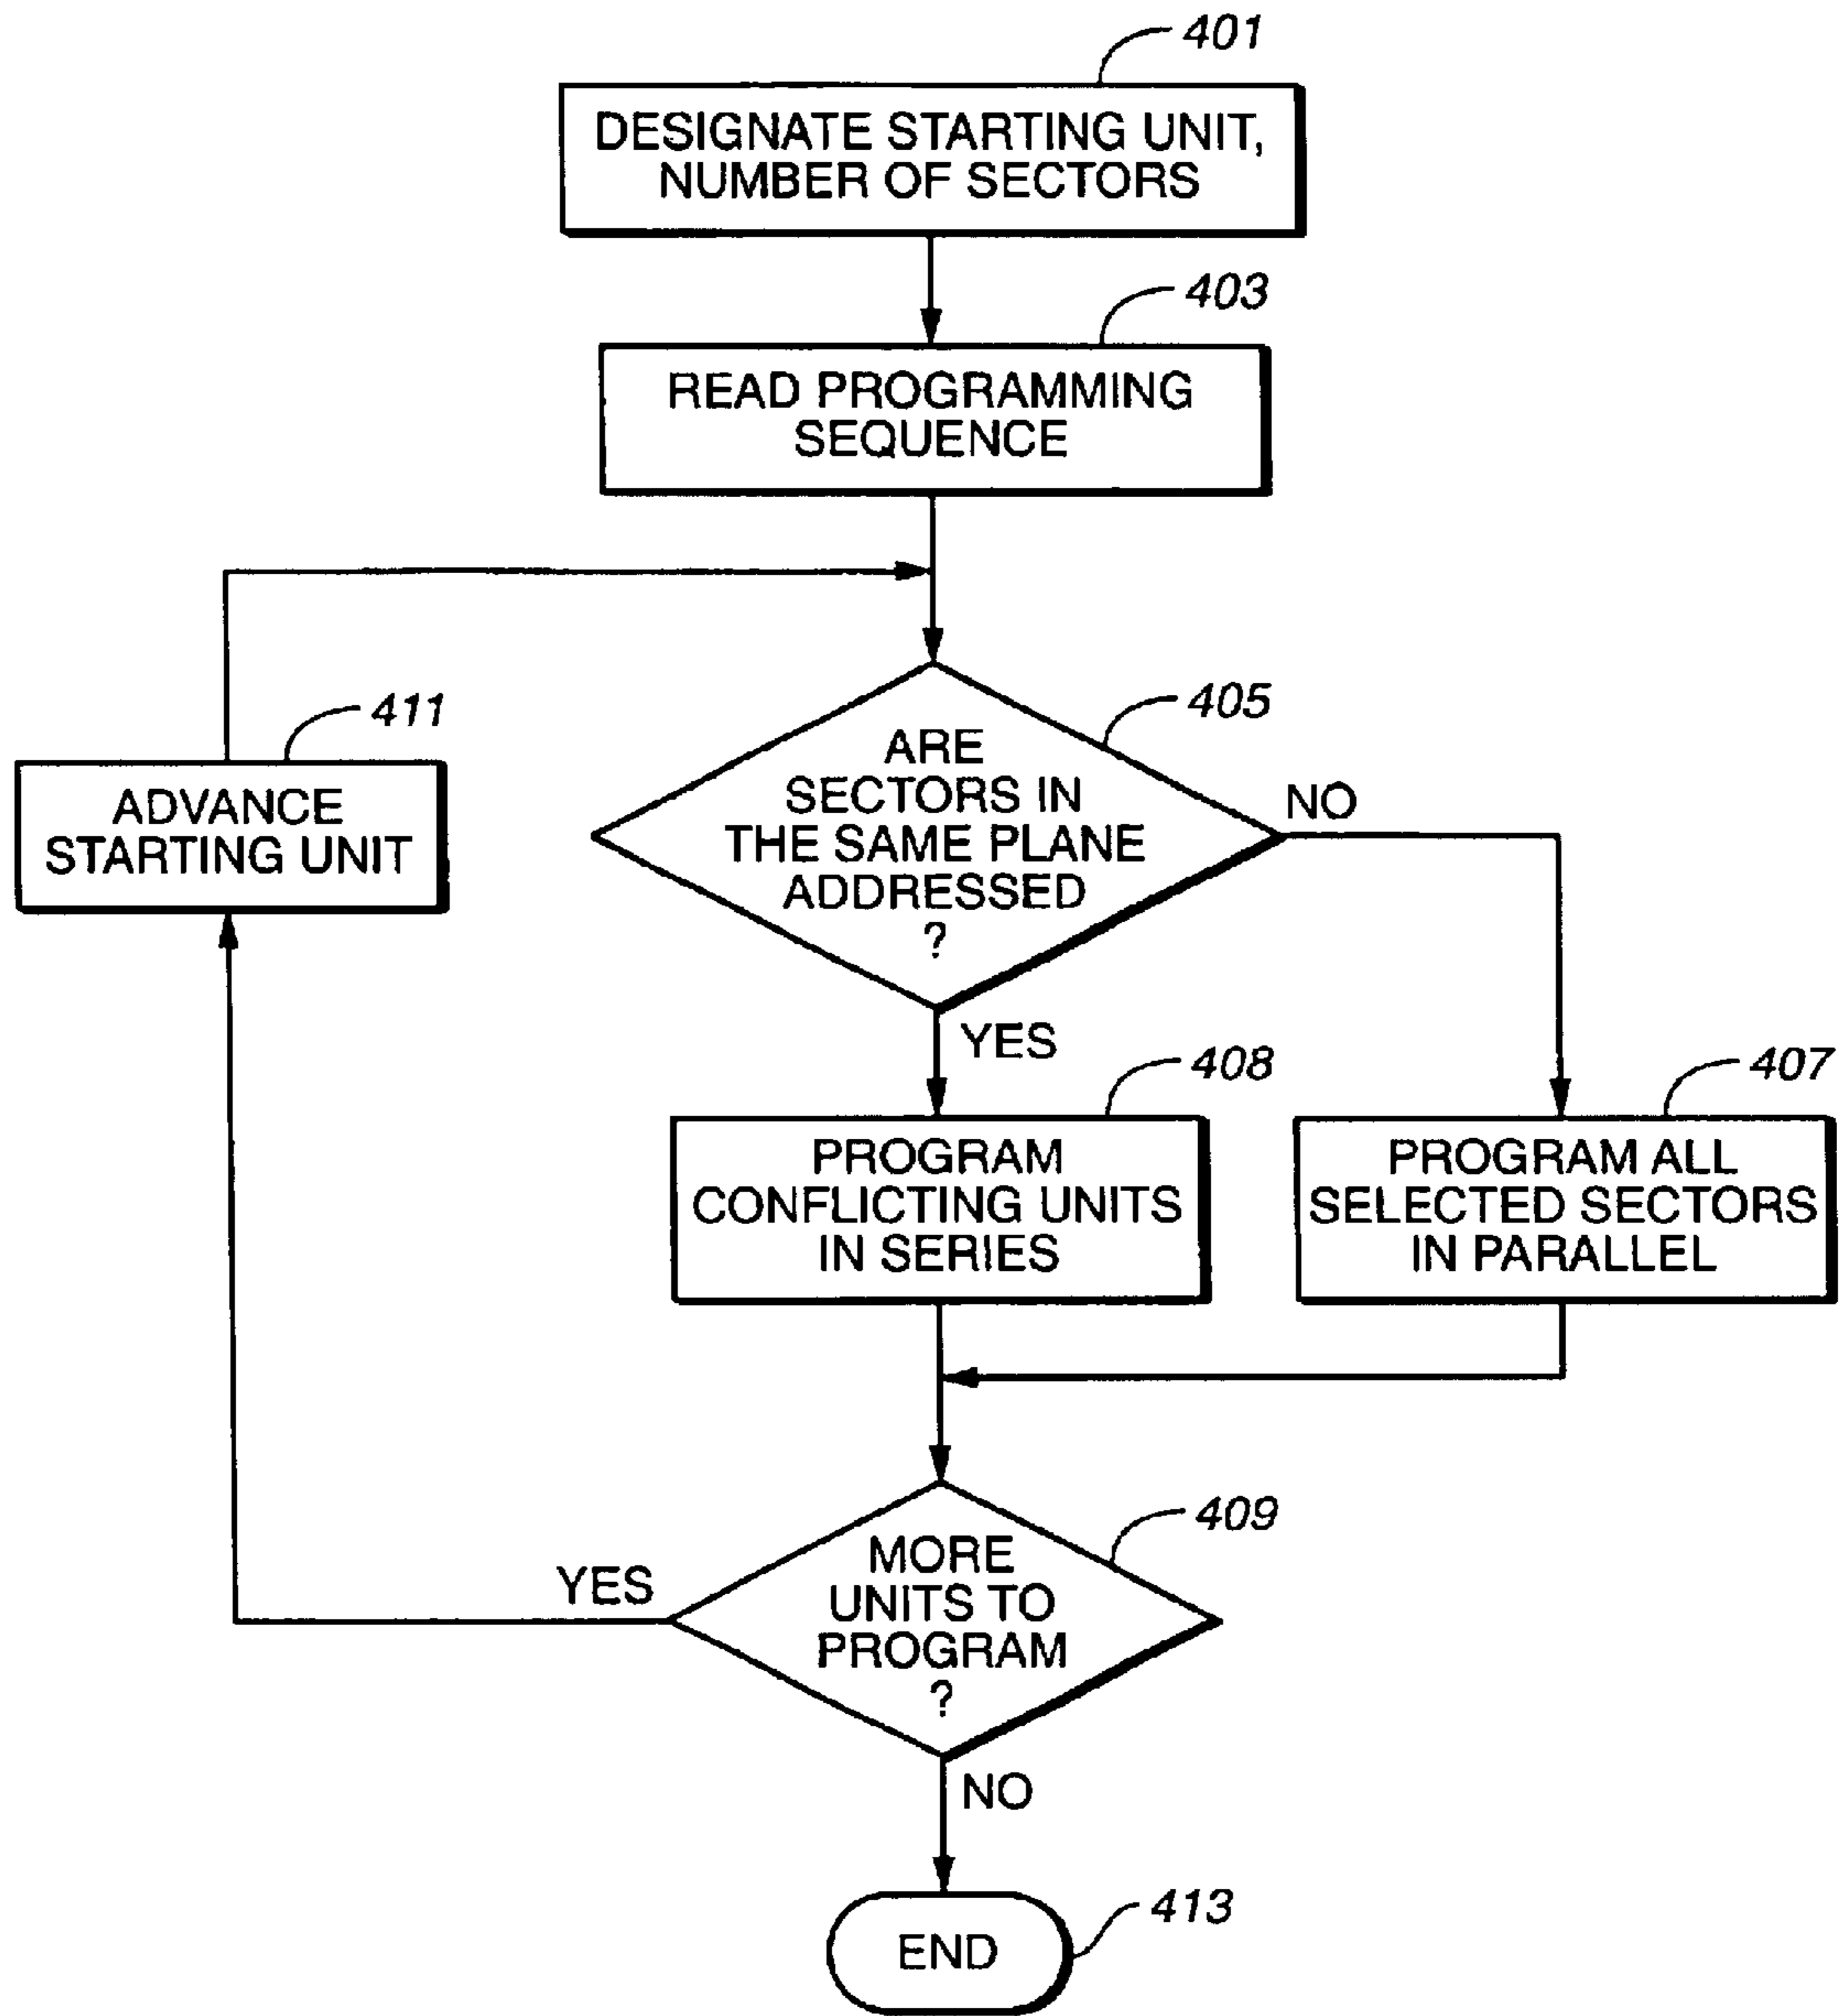 401
DESIGNATE STARTING UNIT,
NUMBER OF SECTORS
403
READ PROGRAMMING
SEQUENCE
405
ARE
SECTORS IN
THE SAME PLANE
ADDRESSED
?
NO
YES
411
ADVANCE
STARTING UNIT
408
PROGRAM
CONFLICTING UNITS
IN SERIES
407
PROGRAM ALL
SELECTED SECTORS
IN PARALLEL
409
MORE
UNITS TO
PROGRAM
?
YES
NO
413
END